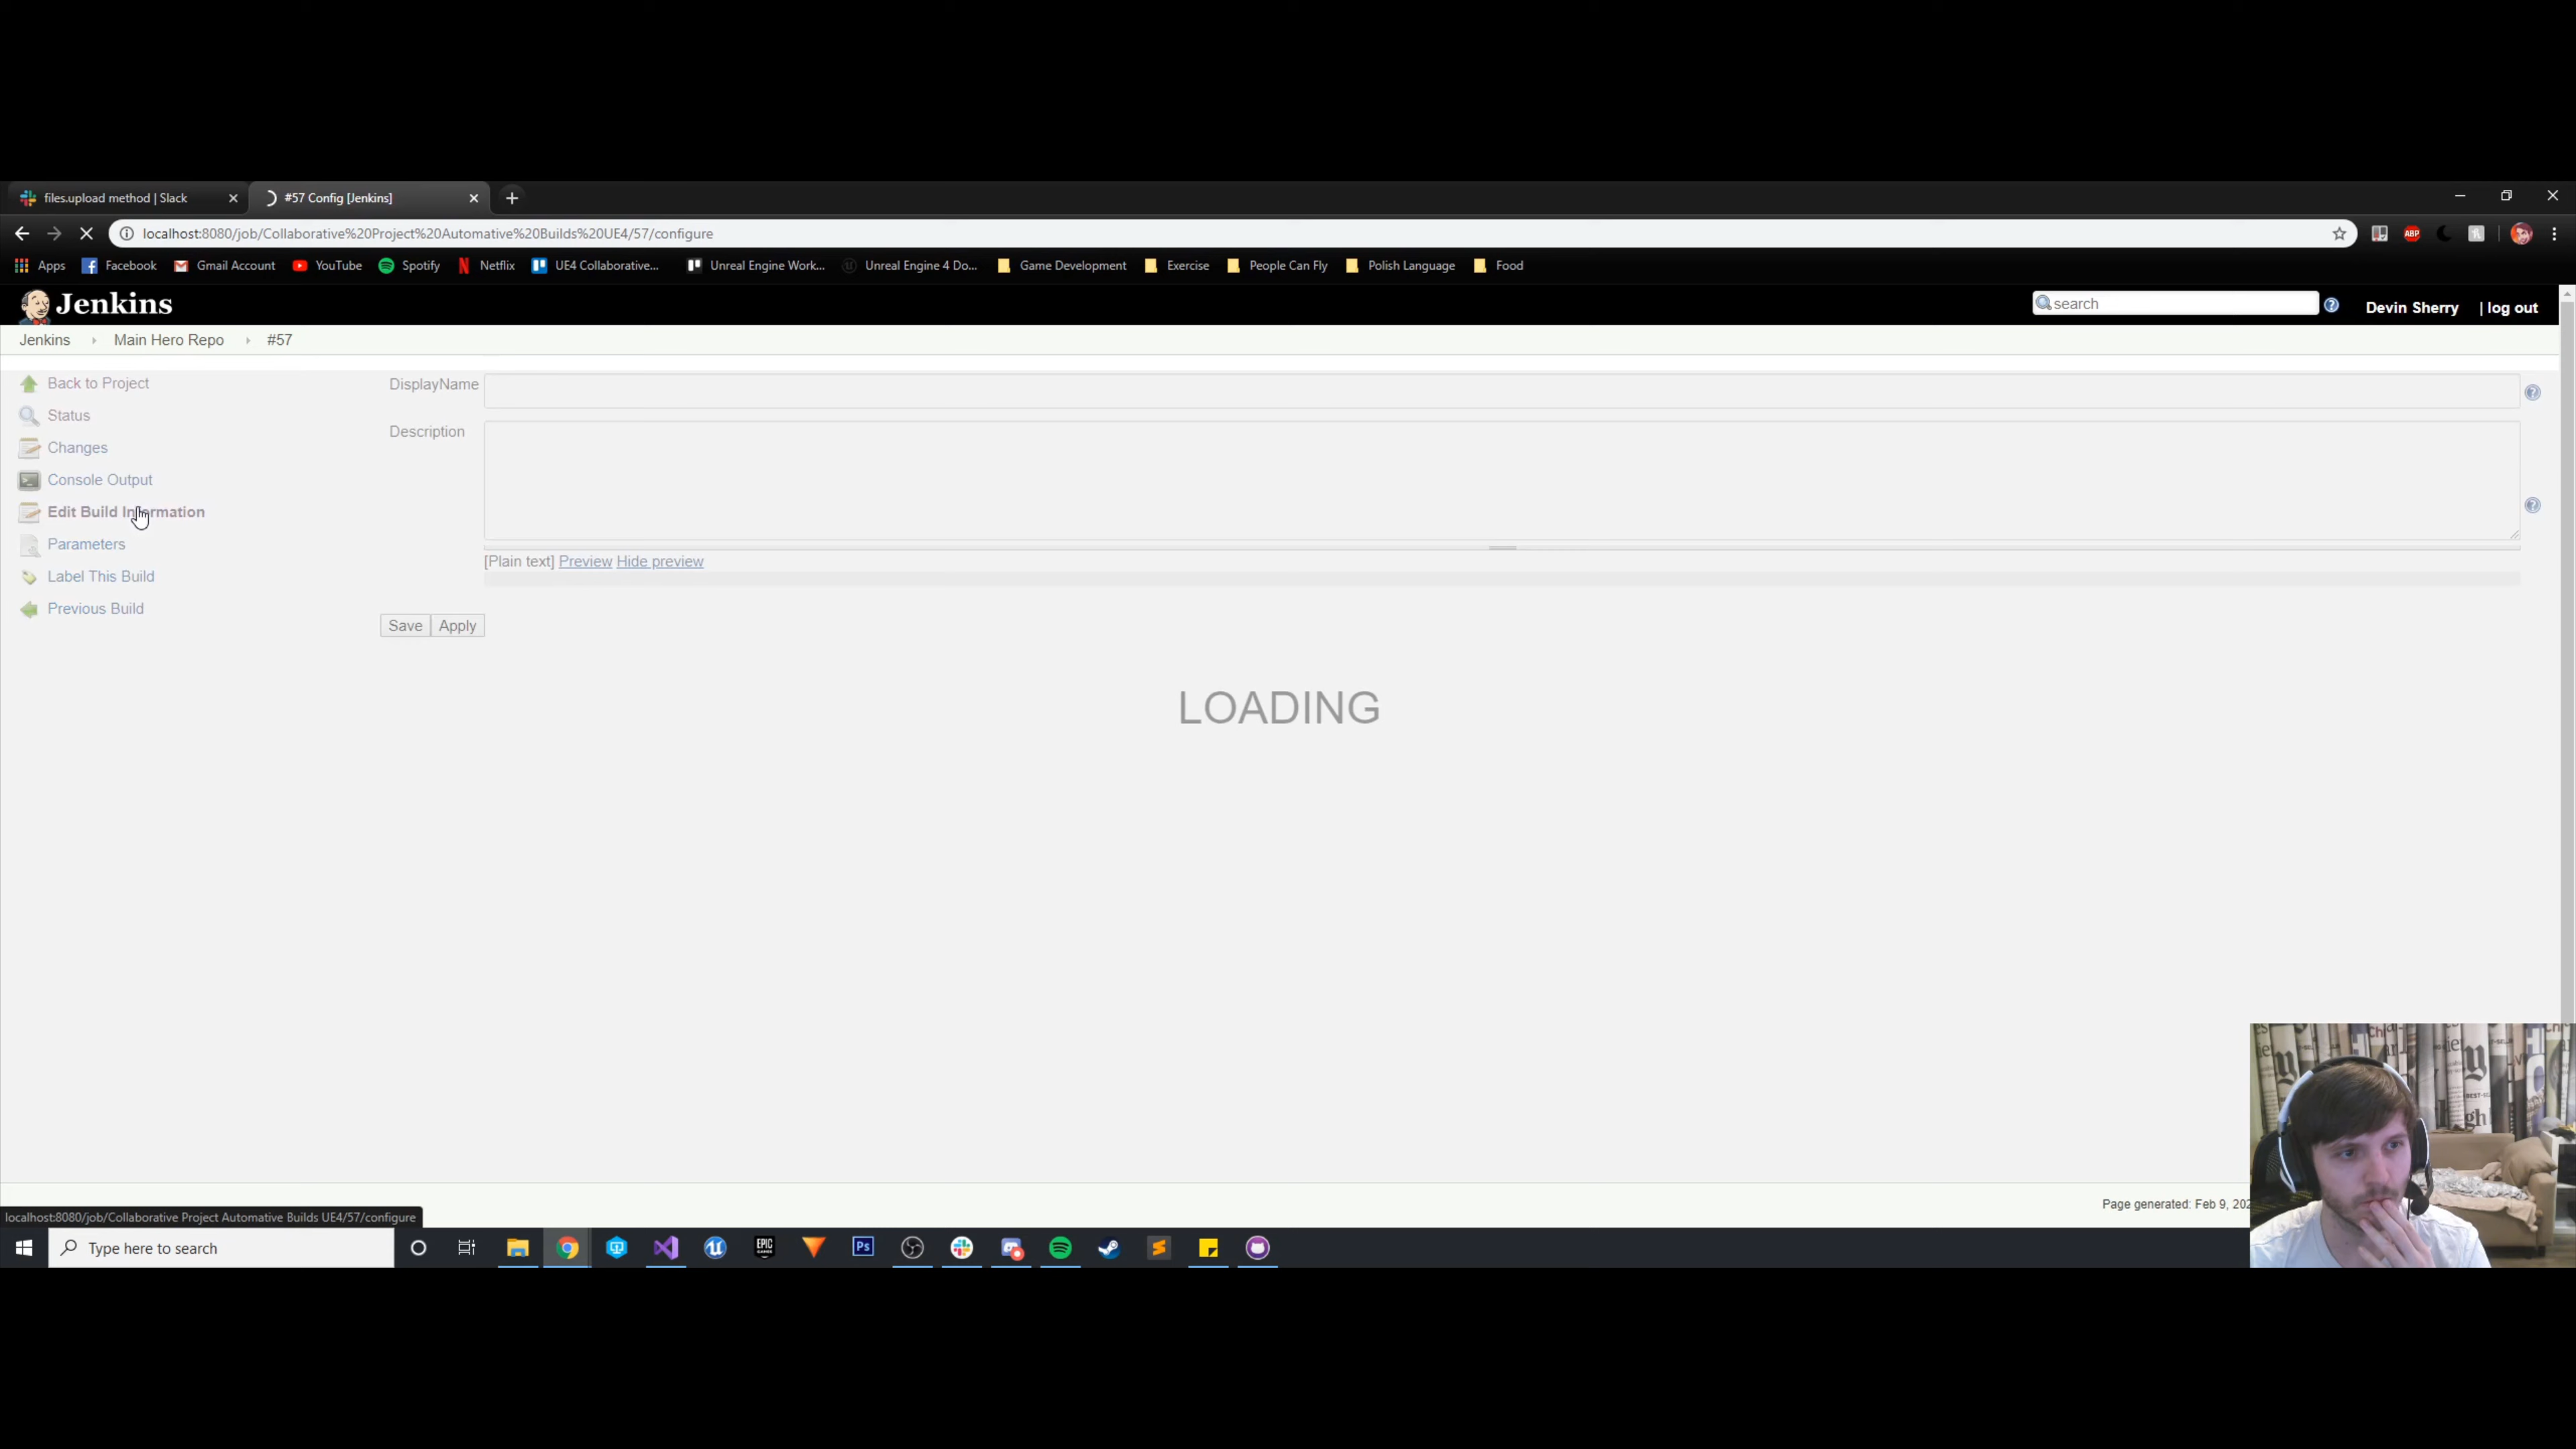 files.upload method | Slack
#57 Config [Jenkins]
localhost:8080/job/Collaborative%20Project%20Automative%20Builds%20UE4/57/configure
ABP
Apps
Facebook
Gmail Account
YouTube
Spotify
Netflix
UE4 Collaborative...
Unreal Engine Work...
Unreal Engine 4 Do...
Game Development
Exercise
People Can Fly
Polish Language
Food
Jenkins
search
Devin Sherry
| log out
Jenkins
Main Hero Repo
#57
Back to Project
Status
Changes
Console Output
Edit Build Information
Parameters
Label This Build
Previous Build
DisplayName
Description
[Plain text] Preview Hide preview
Save
Apply
LOADING
Page generated: Feb 9, 202
localhost:8080/job/Collaborative Project Automative Builds UE4/57/configure
Type here to search
EPIC
GAMES
Ps